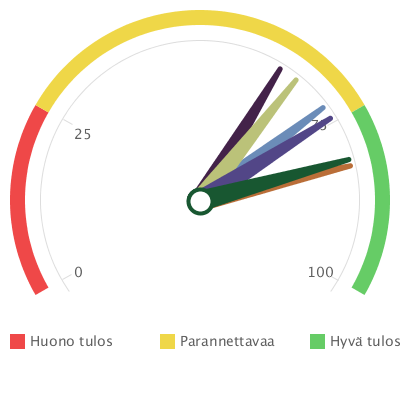 75
25
0
100
Huono tulos
Parannettavaa
Hyvä tulos